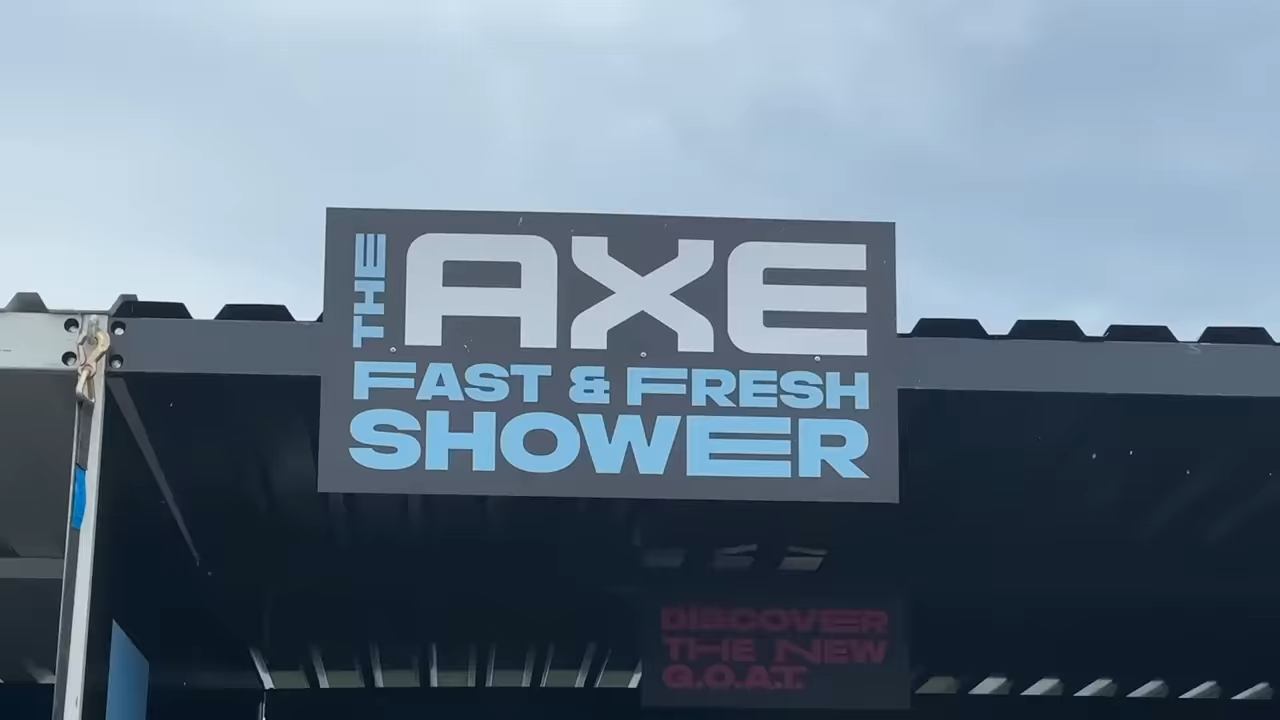 THE AXE
FAST & FRESH
SHOWER
DISCOVER
THE NEW
G.O.A.T.